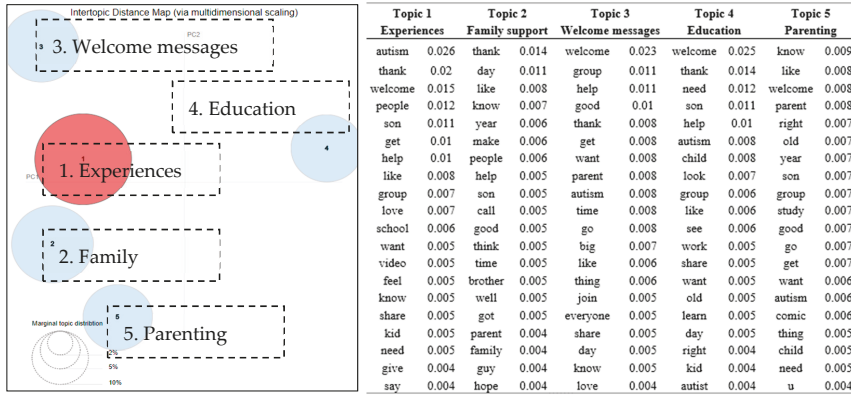 Intertopic Distance Map (via multidimensional scaling)
PC2
3
3. Welcome messages
4. Education
4
1
1. Experiences
PC1
2
2. Family
5
5. Parenting
Marginal topic distribtion
2%
5%
10%
Topic 1 Topic 2 Topic 3 Topic 4 Topic 5
Experiences Family support Welcome messages Education Parenting
autism 0.026 thank 0.014 welcome 0.023 welcome 0.025 know 0.009
thank 0.02 day 0.011 group 0.011 thank 0.014 like 0.008
welcome 0.015 like 0.008 help 0.011 need 0.012 welcome 0.008
people 0.012 know 0.007 good 0.01 son 0.011 parent 0.008
son 0.011 year 0.006 thank 0.008 help 0.01 right 0.007
get 0.01 make 0.006 get 0.008 autism 0.008 old 0.007
help 0.01 people 0.006 want 0.008 child 0.008 year 0.007
like 0.008 help 0.005 parent 0.008 look 0.007 son 0.007
group 0.007 son 0.005 autism 0.008 group 0.006 group 0.007
love 0.007 call 0.005 time 0.008 like 0.006 study 0.007
school 0.006 good 0.005 go 0.008 see 0.006 good 0.007
want 0.005 think 0.005 big 0.007 work 0.005 go 0.007
video 0.005 time 0.005 like 0.006 share 0.005 get 0.007
feel 0.005 brother 0.005 thing 0.006 want 0.005 want 0.006
know 0.005 well 0.005 join 0.005 old 0.005 autism 0.006
share 0.005 got 0.005 everyone 0.005 learn 0.005 comic 0.006
kid 0.005 parent 0.004 share 0.005 day 0.005 thing 0.005
need 0.005 family 0.004 day 0.005 right 0.004 child 0.005
give 0.004 guy 0.004 know 0.005 kid 0.004 need 0.005
say 0.004 hope 0.004 love 0.004 autist 0.004 u 0.004